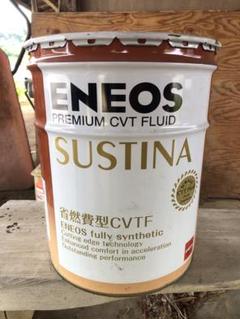 ENEOS
PREMIUM CVT FLUID
SUSTINA
省燃費型CVTF
ENEOS fully synthetic
Cutting edge technology
Enhanced comfort in acceleration
Outstanding performance